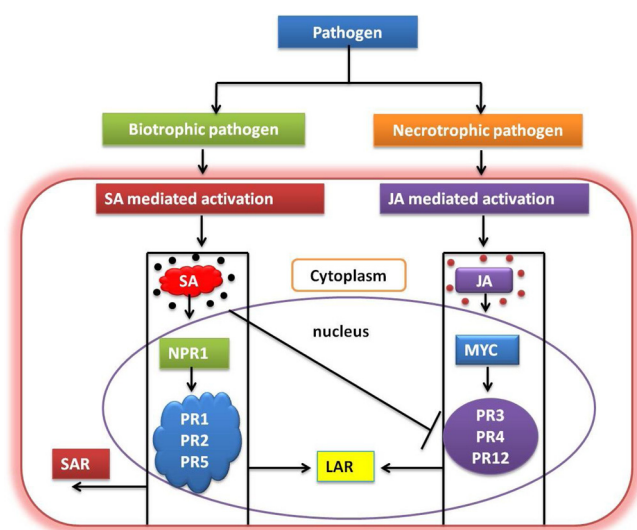 Pathogen
Biotrophic pathogen
Necrotrophic pathogen
SA mediated activation
JA mediated activation
SA
Cytoplasm
JA
nucleus
NPR1
MYC
PR1
PR2
PR5
PR3
PR4
PR12
SAR
LAR